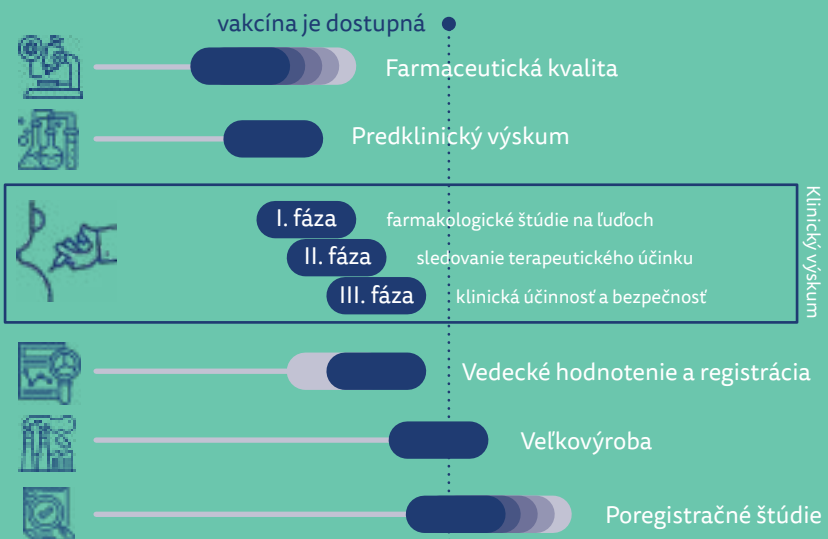 vakcína je dostupná
Farmaceutická kvalita
Predklinický výskum
I. fáza
farmakologické štúdie na ľuďoch
II. fáza
sledovanie terapeutického účinku
III. fáza
klinická účinnosť a bezpečnosť
Klinický výskum
Vedecké hodnotenie a registrácia
Veľkovýroba
Poregistračné štúdie